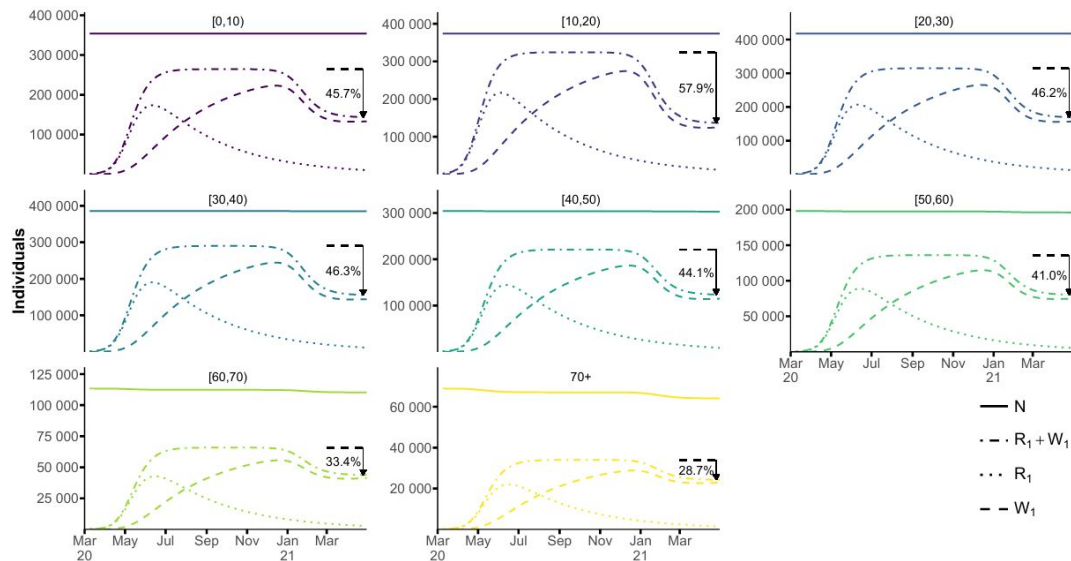 [0,10)
400 000
300 000
200 000
100 000
45.7%
[10,20)
400 000
300 000
200 000
100 000
57.9%
[20,30)
400 000
300 000
200 000
100 000
46.2%
Individuals
[30,40)
400 000
300 000
200 000
100 000
46.3%
[40,50)
300 000
200 000
100 000
44.1%
[50,60)
200 000
150 000
100 000
50 000
41.0%
Mar
20
May
Jul
Sep
Nov
Jan
21
Mar
[60,70)
125 000
100 000
75 000
50 000
25 000
33.4%
Mar
20
May
Jul
Sep
Nov
Jan
21
Mar
70+
60 000
40 000
20 000
28.7%
Mar
20
May
Jul
Sep
Nov
Jan
21
Mar
N
R₁ + W₁
R₁
W₁